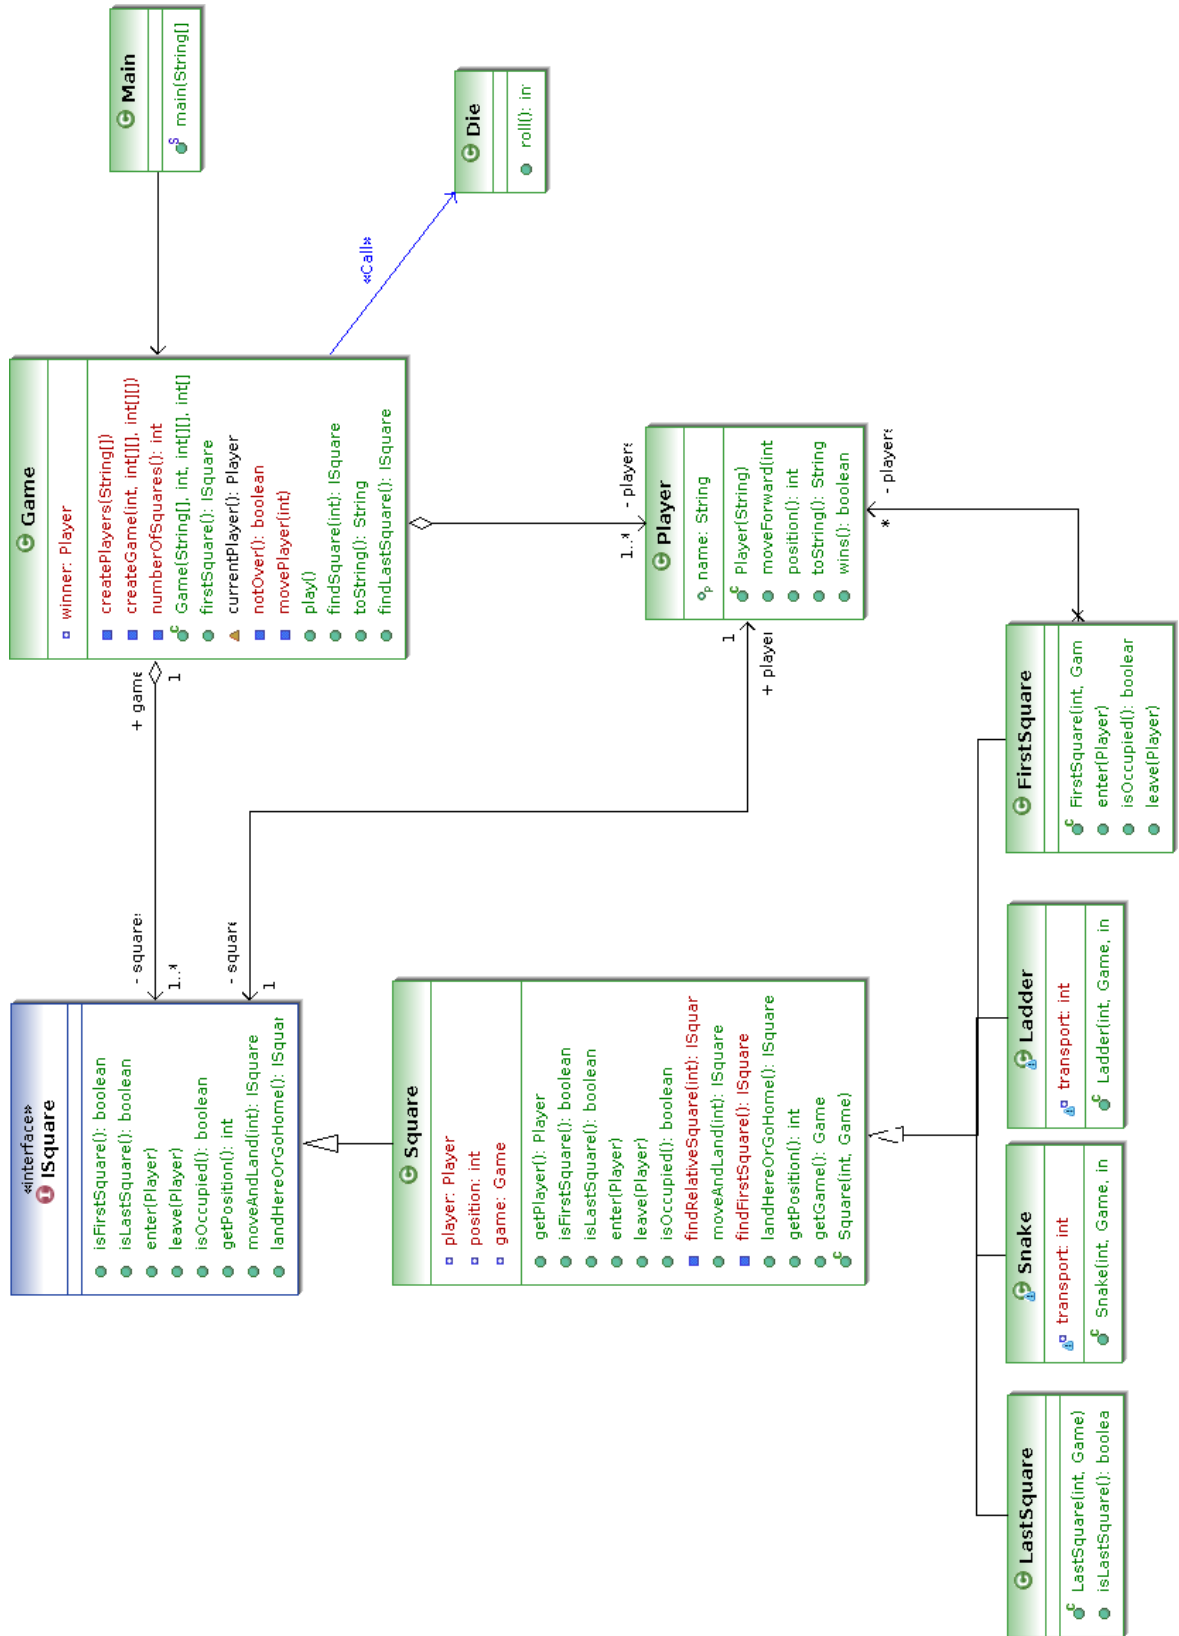 Main
main(String[]
Die
roll(): in
«Call»
Game
winner: Player
createPlayers(String[])
createGame(int, int[][], int[][])
numberOfSquares(): int
Game(String[], int, int[][], int[]
firstSquare(): ISquare
currentPlayer(): Player
notOver(): boolean
movePlayer(int)
play()
findSquare(int): ISquare
toString(): String
findLastSquare(): ISquare
+ game
1
- square
1..*
- players
1..*
Player
name: String
Player(String)
moveForward(int
position(): int
toString(): String
wins(): boolean
1
+ player
- square
1
- players
*
«interface»
ISquare
isFirstSquare(): boolean
isLastSquare(): boolean
enter(Player)
leave(Player)
isOccupied(): boolean
getPosition(): int
moveAndLand(int): ISquare
landHereOrGoHome(): ISquar
Square
player: Player
position: int
game: Game
getPlayer(): Player
isFirstSquare(): boolean
isLastSquare(): boolean
enter(Player)
leave(Player)
isOccupied(): boolean
findRelativeSquare(int): ISquar
moveAndLand(int): ISquare
findFirstSquare(): ISquare
landHereOrGoHome(): ISquare
getPosition(): int
getGame(): Game
Square(int, Game)
LastSquare
LastSquare(int, Game)
isLastSquare(): boolea
Snake
transport: int
Snake(int, Game, in
Ladder
transport: int
Ladder(int, Game, in
FirstSquare
FirstSquare(int, Gam
enter(Player)
isOccupied(): boolear
leave(Player)